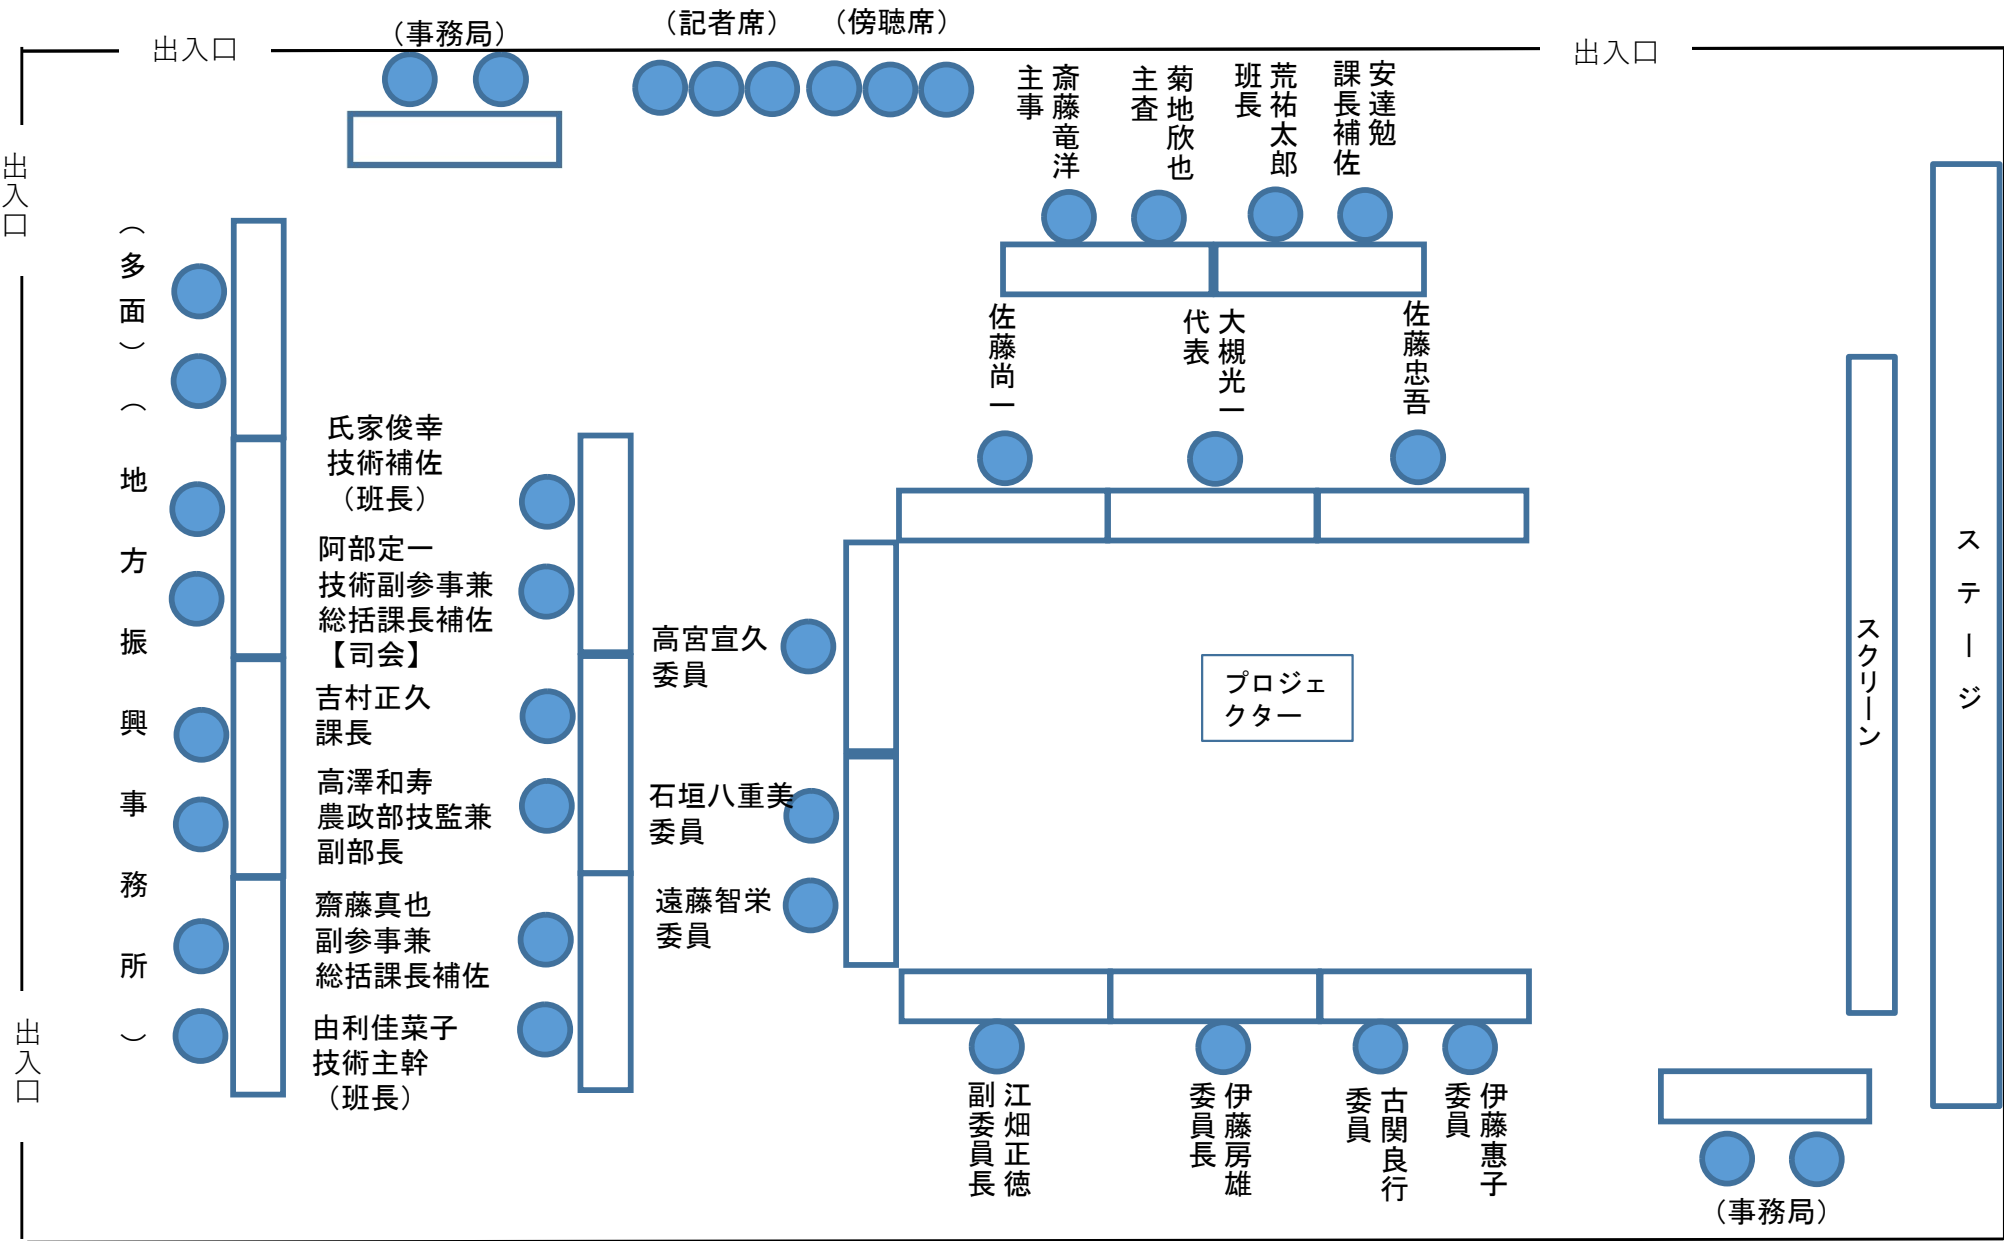 出入口
（事務局）
（記者席）
（傍聴席）
出入口
出入口
斎藤竜洋
主事
菊地欣也
主査
荒祐太郎
班長
安達勉
課長補佐
（多面）（地方振興事務所）
佐藤尚一
大槻光一
代表
佐藤忠吾
氏家俊幸
技術補佐
（班長）
阿部定一
技術副参事兼
総括課長補佐
【司会】
吉村正久
課長
高澤和寿
農政部技監兼
副部長
齋藤真也
副参事兼
総括課長補佐
由利佳菜子
技術主幹
（班長）
高宮宣久
委員
石垣八重美
委員
遠藤智栄
委員
プロジェ
クター
スクリーン
ステージ
出入口
江畑正徳
副委員長
伊藤房雄
委員長
古関良行
委員
伊藤惠子
委員
（事務局）